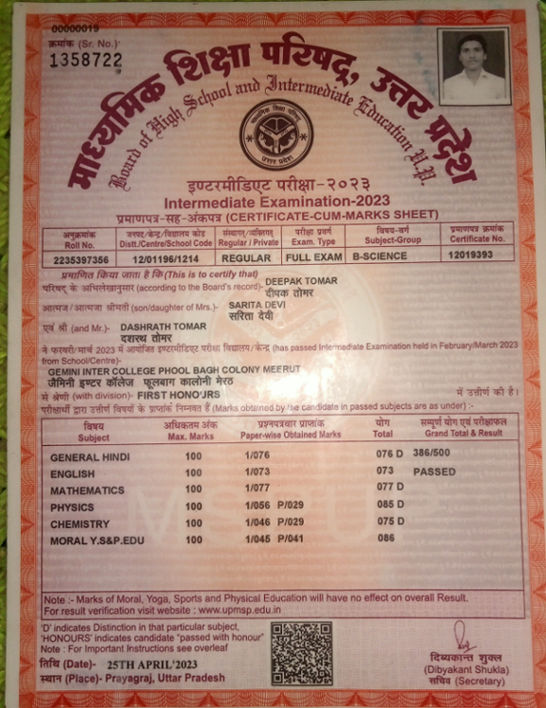 00000019
क्रमांक (Sr. No.)
1358722
माध्यमिक शिक्षा परिषद्, उत्तर प्रदेश
Board of High School and Intermediate Education U.P.
माध्यमिक शिक्षा परिषद्
उत्तर प्रदेश
इण्टरमीडिएट परीक्षा-२०२३
Intermediate Examination-2023
प्रमाणपत्र-सह-अंकपत्र (CERTIFICATE-CUM-MARKS SHEET)
अनुक्रमांक जनपद/केन्द्र/विद्यालय कोड संस्थागत/व्यक्तिगत परीक्षा प्रवर्ग विषय-वर्ग प्रमाणपत्र क्रमांक
Roll No. Distt./Centre/School Code Regular / Private Exam. Type Subject-Group Certificate No.
2235397356 12/01196/1214 REGULAR FULL EXAM B-SCIENCE 12019393
प्रमाणित किया जाता है कि(This is to certify that)
परिषद् के अभिलेखानुसार (according to the Board's record)- DEEPAK TOMAR
दीपक तोमर
आत्मज/आत्मजा श्रीमती (son/daughter of Mrs.)- SARITA DEVI
सरिता देवी
एवं श्री (and Mr.)- DASHRATH TOMAR
दशरथ तोमर
ने फरवरी/मार्च 2023 में आयोजित इण्टरमीडिएट परीक्षा विद्यालय/केन्द्र (has passed Intermediate Examination held in February/March 2023
from School/Centre)-
GEMINI INTER COLLEGE PHOOL BAGH COLONY MEERUT
जैमिनी इण्टर कॉलेज फूलबाग कालोनी मेरठ
में श्रेणी (with division)- FIRST HONO'JRS में उत्तीर्ण की है।
परीक्षार्थी द्वारा उत्तीर्ण विषयों के प्राप्तांक निम्नवत हैं (Marks obtained by the candidate in passed subjects are as under) :-
विषय अधिकतम अंक प्रश्नपत्रवार प्राप्तांक योग सम्पूर्ण योग एवं परीक्षाफल
Subject Max. Marks Paper-wise Obtained Marks Total Grand Total & Result
GENERAL HINDI 100 1/076 076 D 386/500
ENGLISH 100 1/073 073 PASSED
MATHEMATICS 100 1/077 077 D
PHYSICS 100 1/056 P/029 085 D
CHEMISTRY 100 1/046 P/029 075 D
MORAL Y.S&P.EDU 100 1/045 P/041 086
Note :- Marks of Moral, Yoga, Sports and Physical Education will have no effect on overall Result.
For result verification visit website : www.upmsp.edu.in
'D' indicates Distinction in that particular subject,
'HONOURS' indicates candidate "passed with honour"
Note : For Important Instructions see overleaf
तिथि (Date)- 25TH APRIL'2023
स्थान (Place)- Prayagraj, Uttar Pradesh
दिव्यकान्त शुक्ल
(Dibyakant Shukla)
सचिव (Secretary)